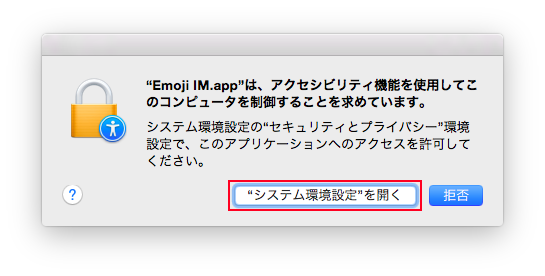 “Emoji IM.app”は、アクセシビリティ機能を使用してこ
のコンピュータを制御することを求めています。
システム環境設定の“セキュリティとプライバシー”環境
設定で、このアプリケーションへのアクセスを許可して
ください。
?
“システム環境設定”を開く
拒否